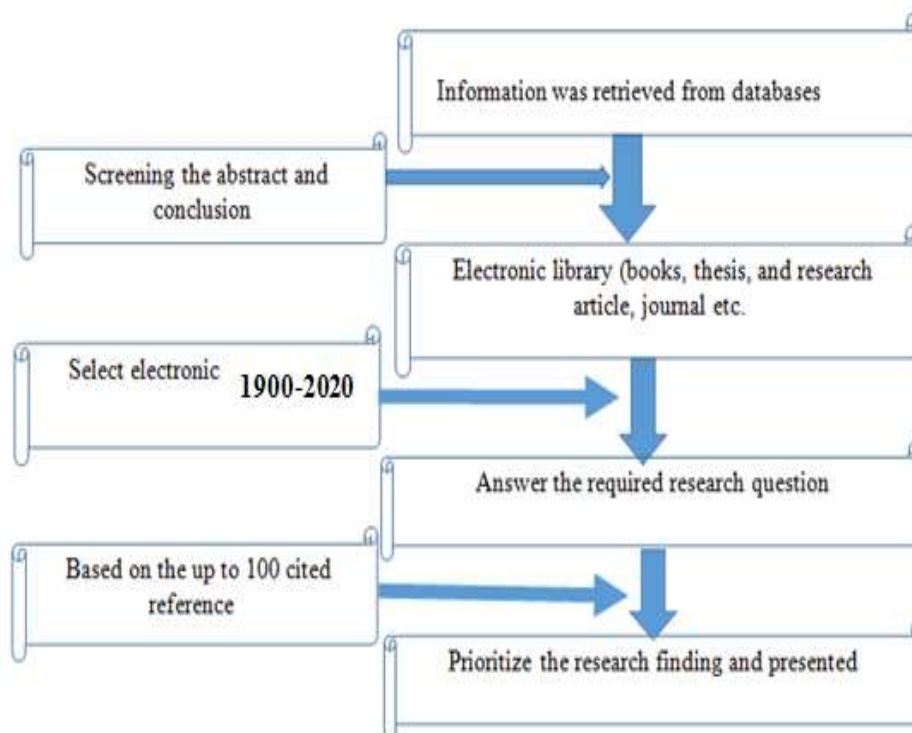 Information was retrieved from databases
Screening the abstract and
conclusion
Electronic library (books, thesis, and research
article, journal etc.
Select electronic 1900-2020
Answer the required research question
Based on the up to 100 cited
reference
Prioritize the research finding and presented